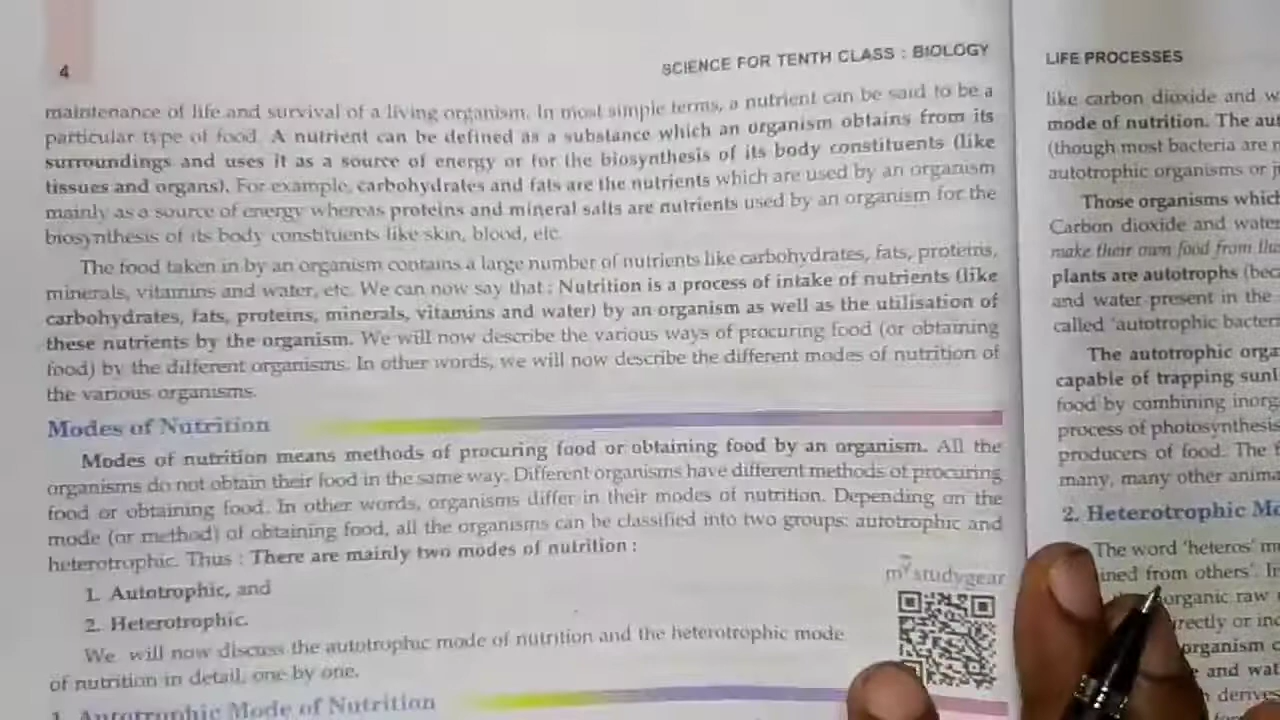 4
SCIENCE FOR TENTH CLASS : BIOLOGY
maintenance of life and survival of a living organism. In most simple terms, a nutrient can be said to be a
particular type of food. A nutrient can be defined as a substance which an organism obtains from its
surroundings and uses it as a source of energy or for the biosynthesis of its body constituents (like
tissues and organs). For example, carbohydrates and fats are the nutrients which are used by an organism
mainly as a source of energy whereas proteins and mineral salts are nutrients used by an organism for the
biosynthesis of its body constituents like skin, blood, etc.
The food taken in by an organism contains a large number of nutrients like carbohydrates, fats, proteins,
minerals, vitamins and water, etc. We can now say that : Nutrition is a process of intake of nutrients (like
carbohydrates, fats, proteins, minerals, vitamins and water) by an organism as well as the utilisation of
these nutrients by the organism. We will now describe the various ways of procuring food (or obtaining
food) by the different organisms. In other words, we will now describe the different modes of nutrition of
the various organisms.
Modes of Nutrition
Modes of nutrition means methods of procuring food or obtaining food by an organism. All the
organisms do not obtain their food in the same way. Different organisms have different methods of procuring
food or obtaining food. In other words, organisms differ in their modes of nutrition. Depending on the
mode (or method) of obtaining food, all the organisms can be classified into two groups: autotrophic and
heterotrophic. Thus : There are mainly two modes of nutrition :
1. Autotrophic, and
2. Heterotrophic.
We will now discuss the autotrophic mode of nutrition and the heterotrophic mode
of nutrition in detail, one by one.
mystudygear
1. Autotrophic Mode of Nutrition
LIFE PROCESSES
like carbon dioxide and
mode of nutrition. The
(though most bacteria are
autotrophic organisms or
Those organisms which
Carbon dioxide and water
make their own food from
plants are autotrophs
and water present in the
called 'autotrophic
The autotrophic
capable of trapping
food by combining
process of photosynthesis
producers of food. The
many, many other
2. Heterotrophic
The word 'heteros'
from others'.
organic raw
or
organism
and
derives